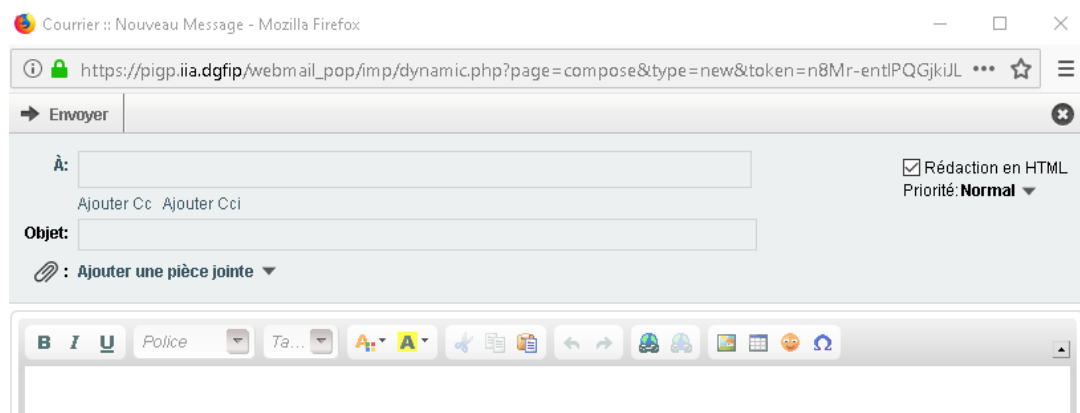 Courrier :: Nouveau Message - Mozilla Firefox
https://pigp.iia.dgfip/webmail_pop/imp/dynamic.php?page=compose&type=new&token=n8Mr-entIPQGjkiJL
Envoyer
À:
Rédaction en HTML
Priorité:Normal
Ajouter Cc Ajouter Cci
Objet:
: Ajouter une pièce jointe
B I U Police Ta... A A Ω